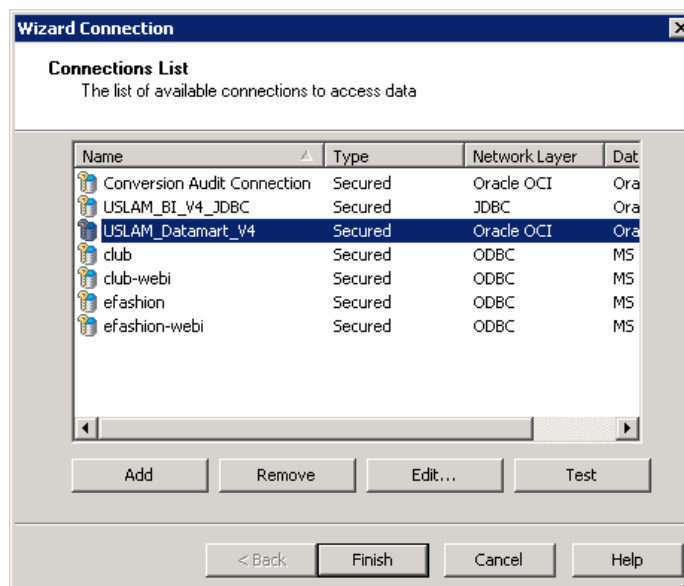 Wizard Connection
Connections List
The list of available connections to access data
Name Type Network Layer Dat
Conversion Audit Connection Secured Oracle OCI Ora
USLAM_BI_V4_JDBC Secured JDBC Ora
USLAM_Datamart_V4 Secured Oracle OCI Ora
club Secured ODBC MS
club-webi Secured ODBC MS
efashion Secured ODBC MS
efashion-webi Secured ODBC MS
Add Remove Edit... Test
< Back Finish Cancel Help